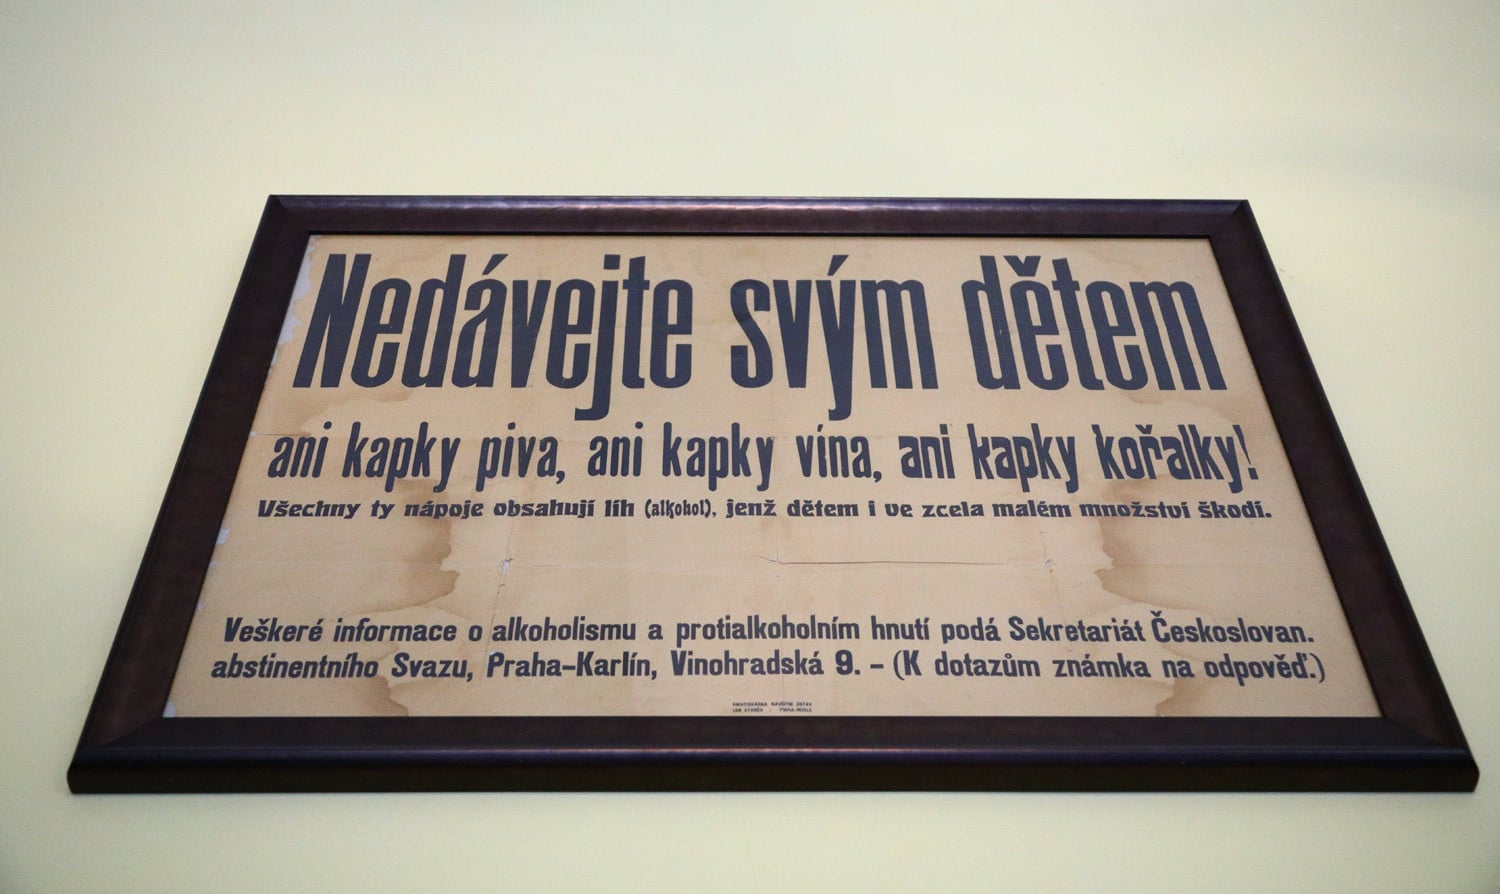 Nedávejte svým dětem
ani kapky piva, ani kapky vína, ani kapky kořalky!
Všechny ty nápoje obsahují líh (alkohol), jenž dětem i ve zcela malém množství škodí.
Veškeré informace o alkoholismu a protialkoholním hnutí podá Sekretariát Českoslovan.
abstinentního Svazu, Praha-Karlín, Vinohradská 9. - (K dotazům známka na odpověď.)
KNIHTISKÁRNA
JAN